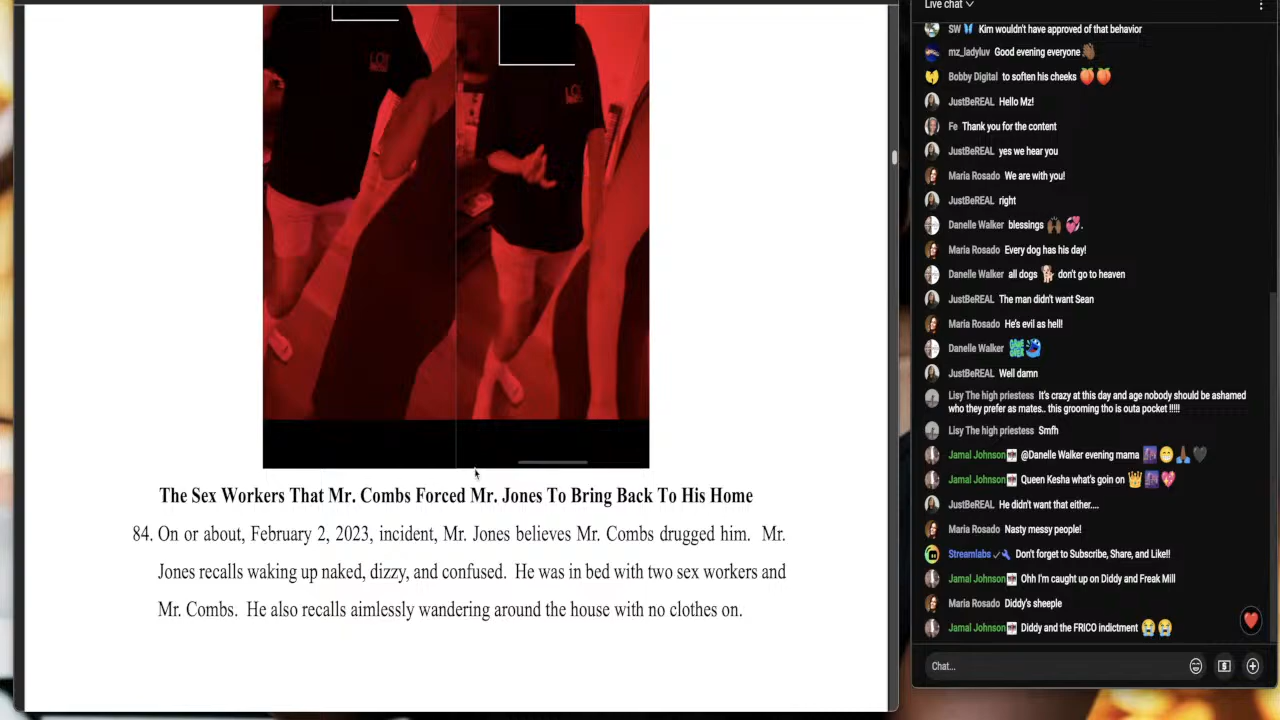 The Sex Workers That Mr. Combs Forced Mr. Jones To Bring Back To His Home
84. On or about, February 2, 2023, incident, Mr. Jones believes Mr. Combs drugged him. Mr.
Jones recalls waking up naked, dizzy, and confused. He was in bed with two sex workers and
Mr. Combs. He also recalls aimlessly wandering around the house with no clothes on.
Live chat
SW 🦋 Kim wouldn't have approved of that behavior
mz_ladyluv Good evening everyone 👋🏾
Bobby Digital to soften his cheeks 🍑🍑
JustBeREAL Hello Mz!
Fe Thank you for the content
JustBeREAL yes we hear you
Maria Rosado We are with you!
JustBeREAL right
Danelle Walker blessings 🙌🏾 💞.
Maria Rosado Every dog has his day!
Danelle Walker all dogs 🐕 don't go to heaven
JustBeREAL The man didn't want Sean
Maria Rosado He's evil as hell!
Danelle Walker
JustBeREAL Well damn
Lisy The high priestess It's crazy at this day and age nobody should be ashamed
who they prefer as mates.. this grooming tho is outa pocket !!!!!
Lisy The high priestess Smfh
Jamal Johnson @Danelle Walker evening mama 🌆😁🙏🏾🖤
Jamal Johnson Queen Kesha what's goin on 👑🌆💖
JustBeREAL He didn't want that either....
Maria Rosado Nasty messy people!
Streamlabs Don't forget to Subscribe, Share, and Like!!
Jamal Johnson Ohh I'm caught up on Diddy and Freak Mill
Maria Rosado Diddy's sheeple
Jamal Johnson Diddy and the FRICO indictment 😭😭
Chat...